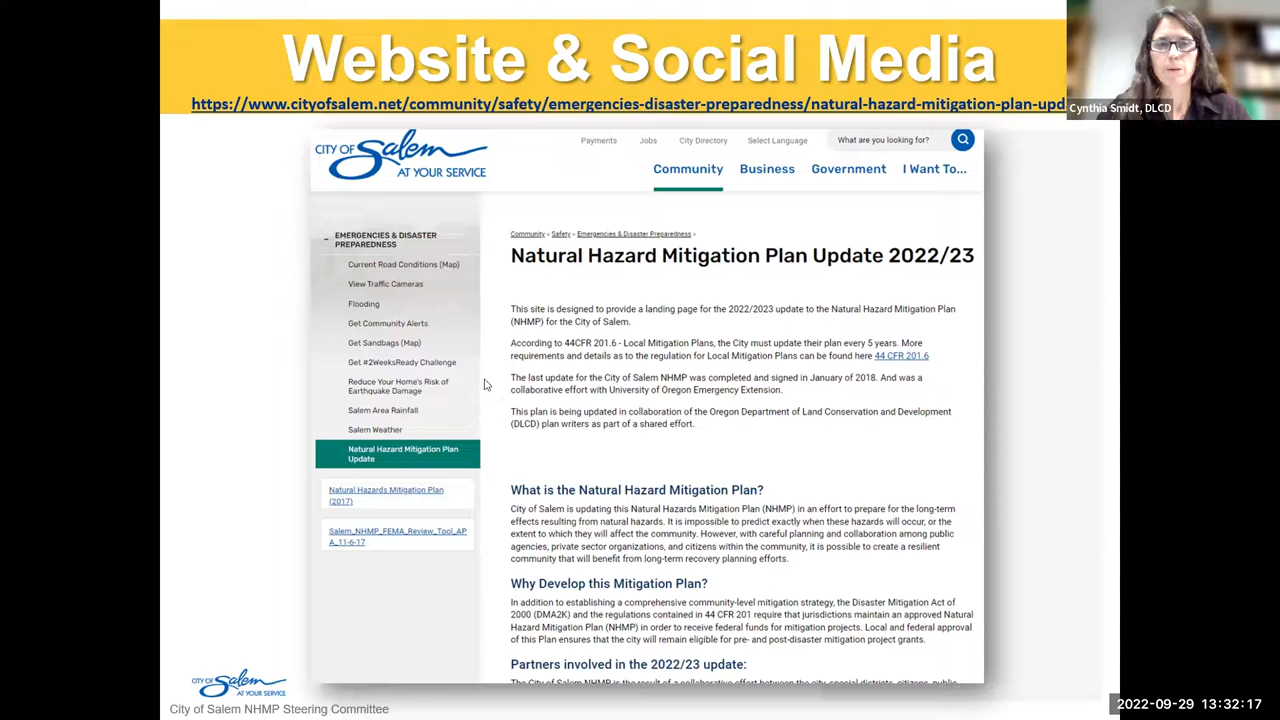 Website & Social Media
https://www.cityofsalem.net/community/safety/emergencies-disaster-preparedness/natural-hazard-mitigation-plan-upd
Cynthia Smidt, DLCD
CITY OF Salem
AT YOUR SERVICE
Payments
Jobs
City Directory
Select Language
What are you looking for?
Community
Business
Government
I Want To...
EMERGENCIES & DISASTER
PREPAREDNESS
Current Road Conditions (Map)
View Traffic Cameras
Flooding
Get Community Alerts
Get Sandbags (Map)
Get #2WeeksReady Challenge
Reduce Your Home's Risk of
Earthquake Damage
Salem Area Rainfall
Salem Weather
Natural Hazard Mitigation Plan
Update
Natural Hazards Mitigation Plan
(2017)
Salem_NHMP_FEMA_Review_Tool_AP
A_11-6-17
Community » Safety » Emergencies & Disaster Preparedness »
Natural Hazard Mitigation Plan Update 2022/23
This site is designed to provide a landing page for the 2022/2023 update to the Natural Hazard Mitigation Plan
(NHMP) for the City of Salem.
According to 44CFR 201.6 - Local Mitigation Plans, the City must update their plan every 5 years. More
requirements and details as to the regulation for Local Mitigation Plans can be found here 44 CFR 201.6
The last update for the City of Salem NHMP was completed and signed in January of 2018. And was a
collaborative effort with University of Oregon Emergency Extension.
This plan is being updated in collaboration of the Oregon Department of Land Conservation and Development
(DLCD) plan writers as part of a shared effort.
What is the Natural Hazard Mitigation Plan?
City of Salem is updating this Natural Hazards Mitigation Plan (NHMP) in an effort to prepare for the long-term
effects resulting from natural hazards. It is impossible to predict exactly when these hazards will occur, or the
extent to which they will affect the community. However, with careful planning and collaboration among public
agencies, private sector organizations, and citizens within the community, it is possible to create a resilient
community that will benefit from long-term recovery planning efforts.
Why Develop this Mitigation Plan?
In addition to establishing a comprehensive community-level mitigation strategy, the Disaster Mitigation Act of
2000 (DMA2K) and the regulations contained in 44 CFR 201 require that jurisdictions maintain an approved Natural
Hazard Mitigation Plan (NHMP) in order to receive federal funds for mitigation projects. Local and federal approval
of this Plan ensures that the city will remain eligible for pre- and post-disaster mitigation project grants.
Partners involved in the 2022/23 update:
The City of Salem NHMP is the result of a collaborative effort between the city, special districts, citizens, public
CITY OF Salem
AT YOUR SERVICE
City of Salem NHMP Steering Committee
2022-09-29 13:32:17